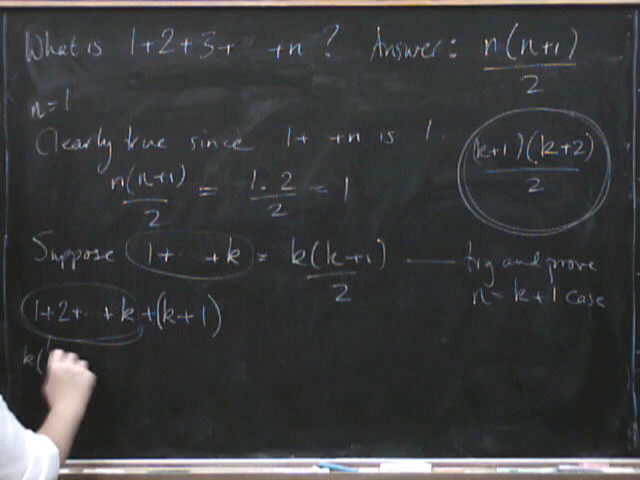 What is 1+2+3+ +n? Answer: n(n+1)/2
n=1
Clearly true since 1+ +n is 1.
n(n+1)/2 = 1.2/2 = 1
(k+1)(k+2)/2
Suppose 1+...+k = k(k+1)/2 — try and prove
n=k+1 case
1+2+...+k+(k+1)
k(